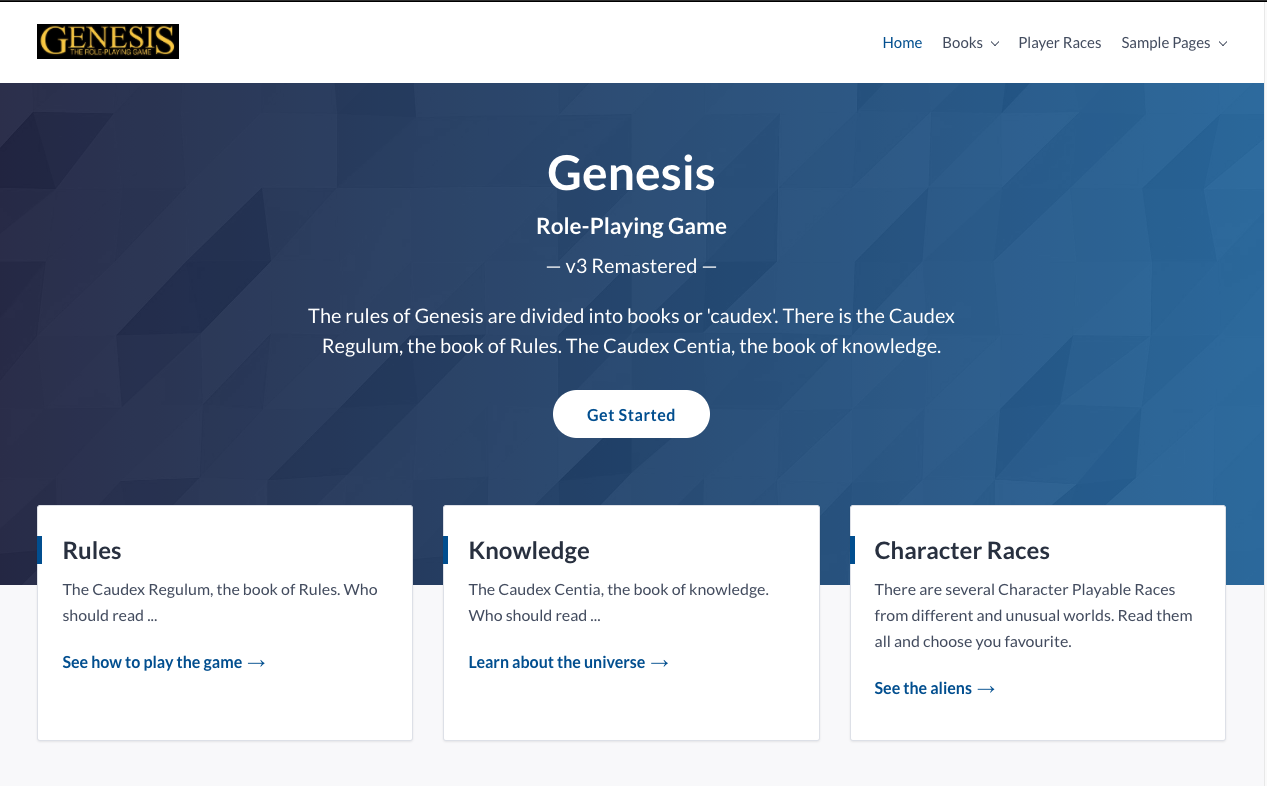 GENESIS
THE ROLE-PLAYING GAME
Home Books Player Races Sample Pages
Genesis
Role-Playing Game
— v3 Remastered —
The rules of Genesis are divided into books or 'caudex'. There is the Caudex
Regulum, the book of Rules. The Caudex Centia, the book of knowledge.
Get Started
Rules
The Caudex Regulum, the book of Rules. Who
should read ...
See how to play the game →
Knowledge
The Caudex Centia, the book of knowledge.
Who should read ...
Learn about the universe →
Character Races
There are several Character Playable Races
from different and unusual worlds. Read them
all and choose you favourite.
See the aliens →